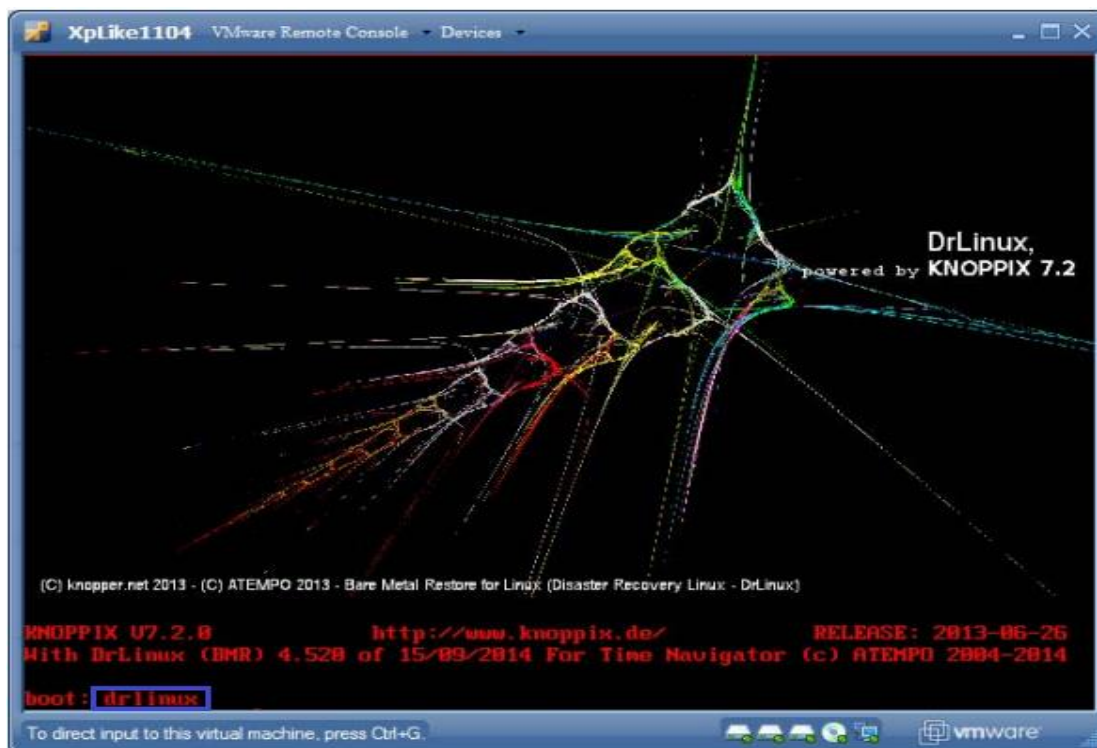 XpLike1104 VMware Remote Console Devices
DrLinux,
powered by KNOPPIX 7.2
(C) knopper.net 2013 - (C) ATEMPO 2013 - Bare Metal Restore for Linux (Disaster Recovery Linux - DrLinux)
KNOPPIX V7.2.0 http://www.knoppix.de/ RELEASE: 2013-06-26
With DrLinux (BMR) 4.520 of 15/09/2014 For Time Navigator (c) ATEMPO 2004-2014
boot: drlinux
To direct input to this virtual machine, press Ctrl+G. vmware